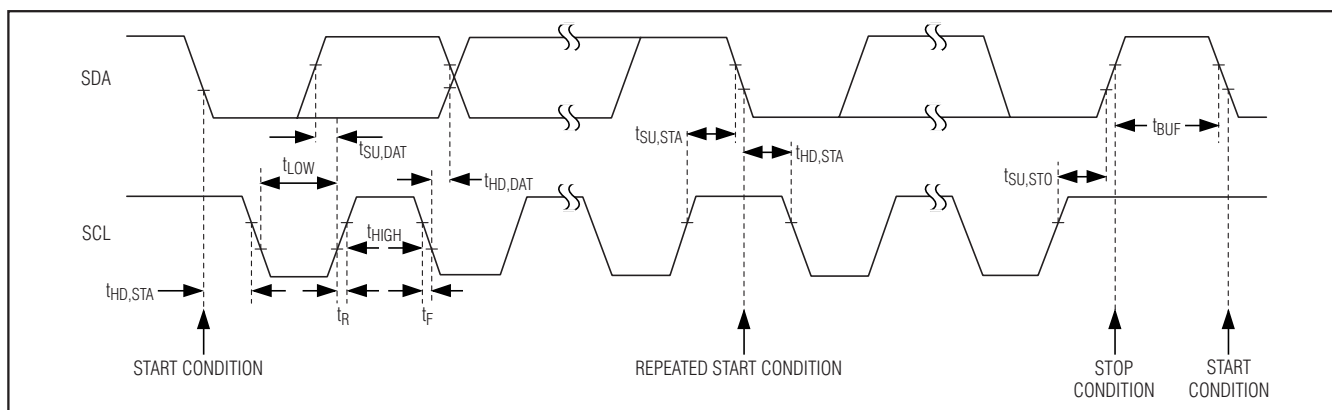 SDA
tSU,DAT
tLOW
tHD,DAT
tSU,STA
tHD,STA
tBUF
tSU,STO
SCL
tHIGH
tHD,STA
tR
tF
START CONDITION
REPEATED START CONDITION
STOP
CONDITION
START
CONDITION